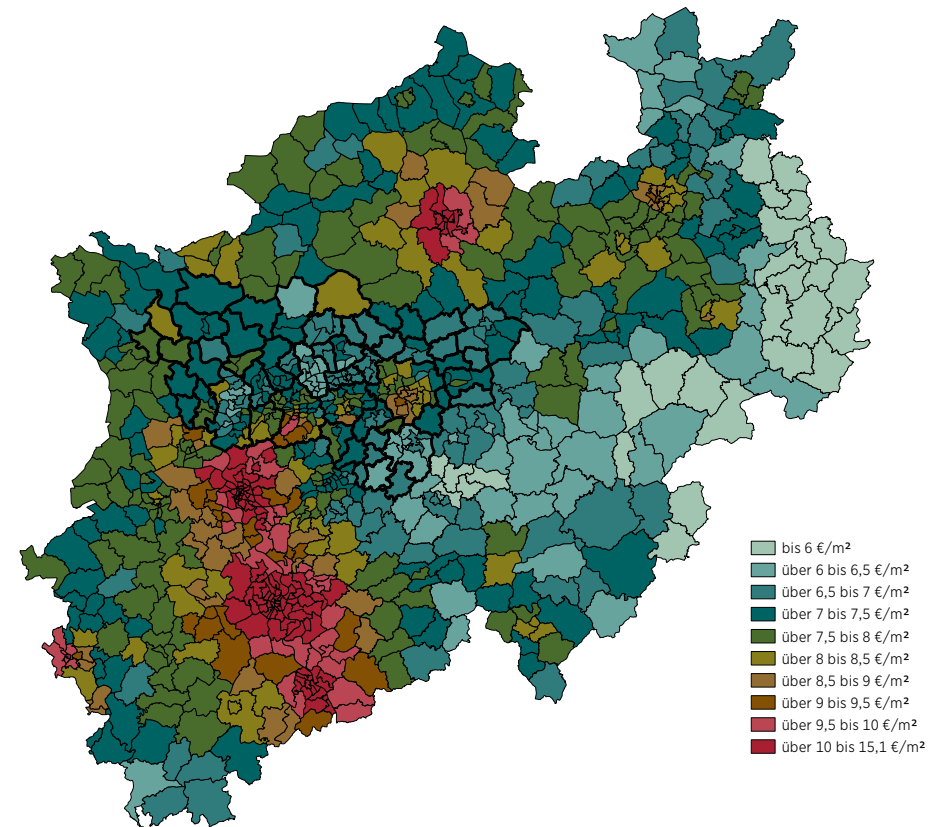 bis 6 €/m²
über 6 bis 6,5 €/m²
über 6,5 bis 7 €/m²
über 7 bis 7,5 €/m²
über 7,5 bis 8 €/m²
über 8 bis 8,5 €/m²
über 8,5 bis 9 €/m²
über 9 bis 9,5 €/m²
über 9,5 bis 10 €/m²
über 10 bis 15,1 €/m²